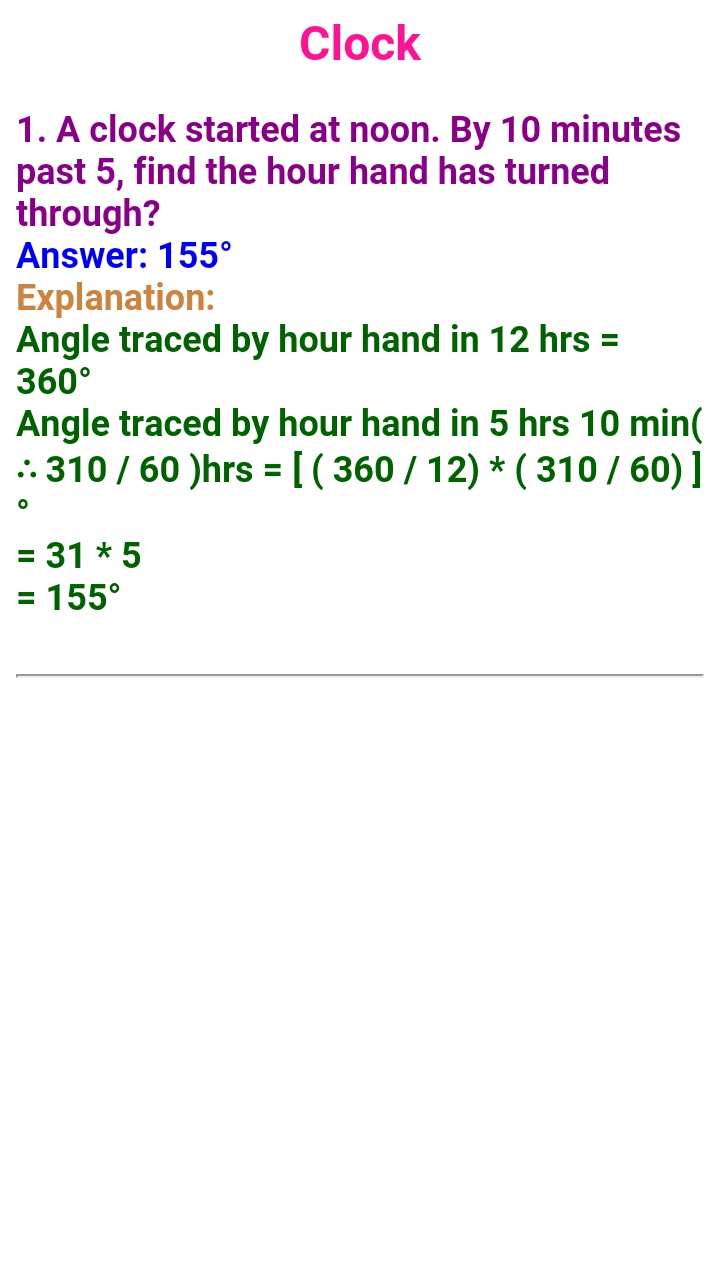 Clock
1. A clock started at noon. By 10 minutes
past 5, find the hour hand has turned
through?
Answer: 155°
Explanation:
Angle traced by hour hand in 12 hrs =
360°
Angle traced by hour hand in 5 hrs 10 min(
∴ 310 / 60 )hrs = [ ( 360 / 12) * ( 310 / 60) ]
°
= 31 * 5
= 155°